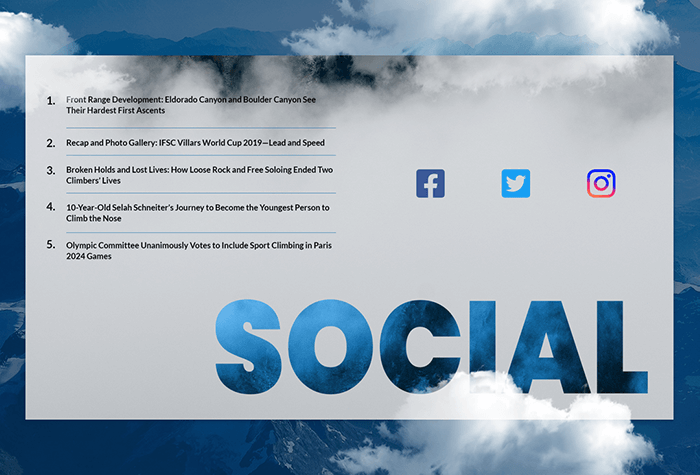 1. Front Range Development: Eldorado Canyon and Boulder Canyon See
Their Hardest First Ascents
2. Recap and Photo Gallery: IFSC Villars World Cup 2019—Lead and Speed
3. Broken Holds and Lost Lives: How Loose Rock and Free Soloing Ended Two
Climbers' Lives
4. 10-Year-Old Selah Schneiter's Journey to Become the Youngest Person to
Climb the Nose
5. Olympic Committee Unanimously Votes to Include Sport Climbing in Paris
2024 Games
SOCIAL